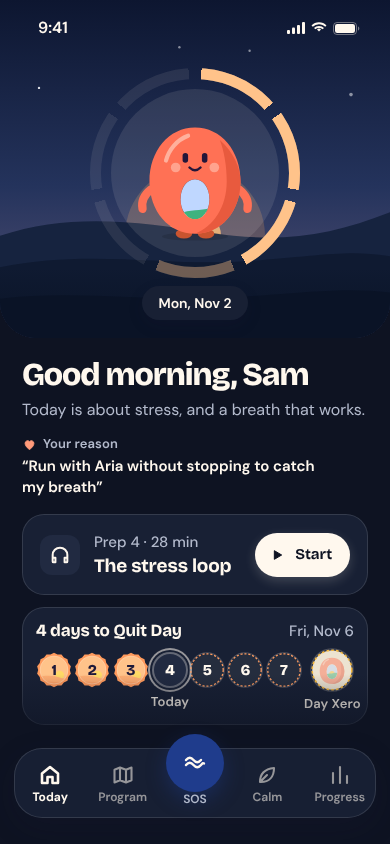 9:41
Mon, Nov 2
Good morning, Sam
Today is about stress, and a breath that works.
Your reason
“Run with Aria without stopping to catch
my breath”
Prep 4 · 28 min
The stress loop
Start
4 days to Quit Day
Fri, Nov 6
1 2 3 4 5 6 7
Today
Day Xero
Today
Program
SOS
Calm
Progress